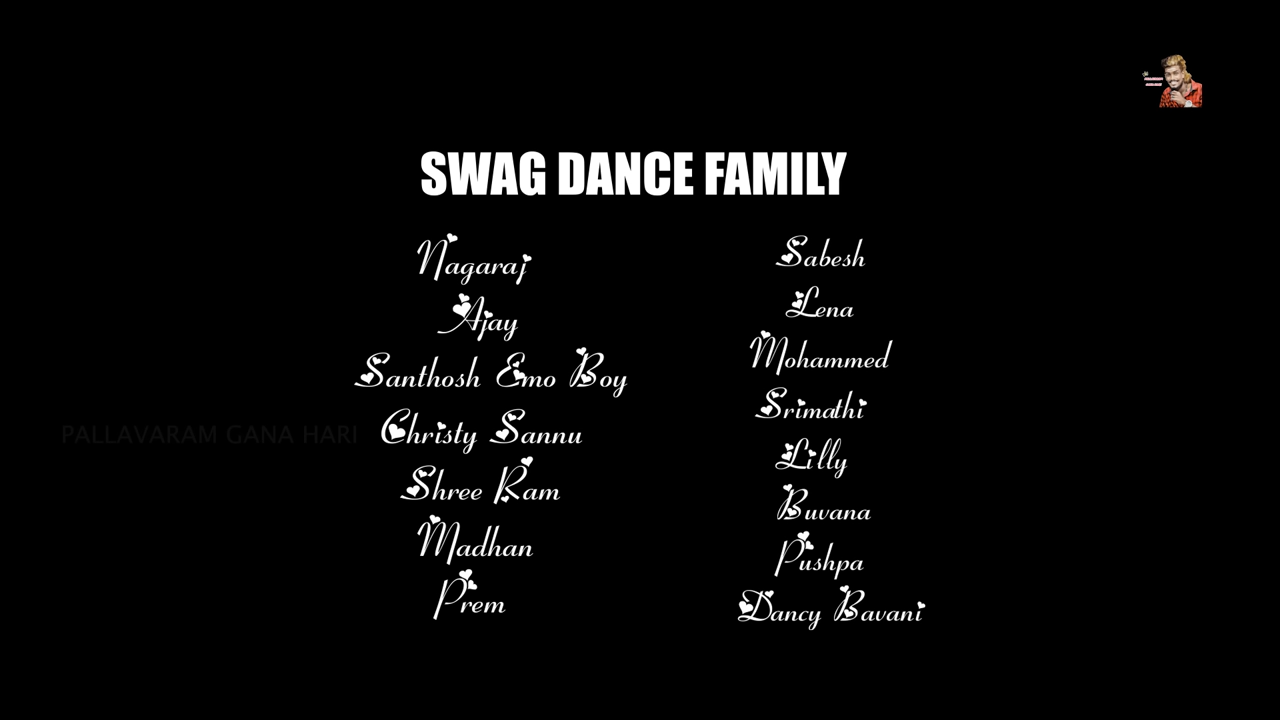 SWAG DANCE FAMILY
Nagaraj
Ajay
Santhosh Emo Boy
Christy Sannu
Shree Ram
Madhan
Prem
Sabesh
Lena
Mohammed
Srimathi
Lilly
Buvana
Pushpa
Dancy Bavani
PALLAVARAM GANA HARI